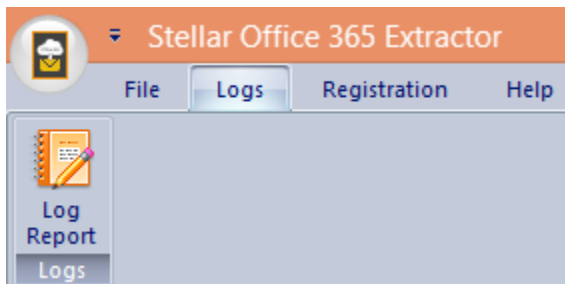 Stellar Office 365 Extractor
File Logs Registration Help
Log
Report
Logs